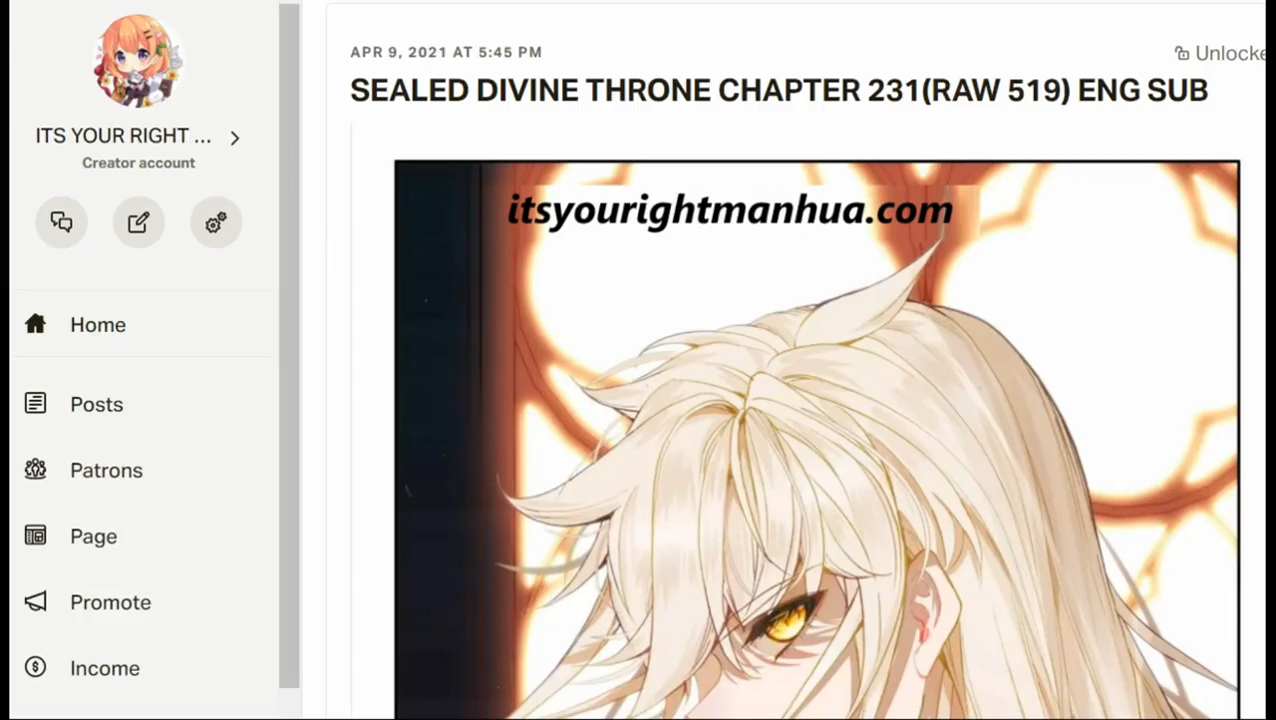 ITS YOUR RIGHT ...
Creator account
Home
Posts
Patrons
Page
Promote
Income
APR 9, 2021 AT 5:45 PM
Unlocke
SEALED DIVINE THRONE CHAPTER 231(RAW 519) ENG SUB
itsyourightmanhua.com